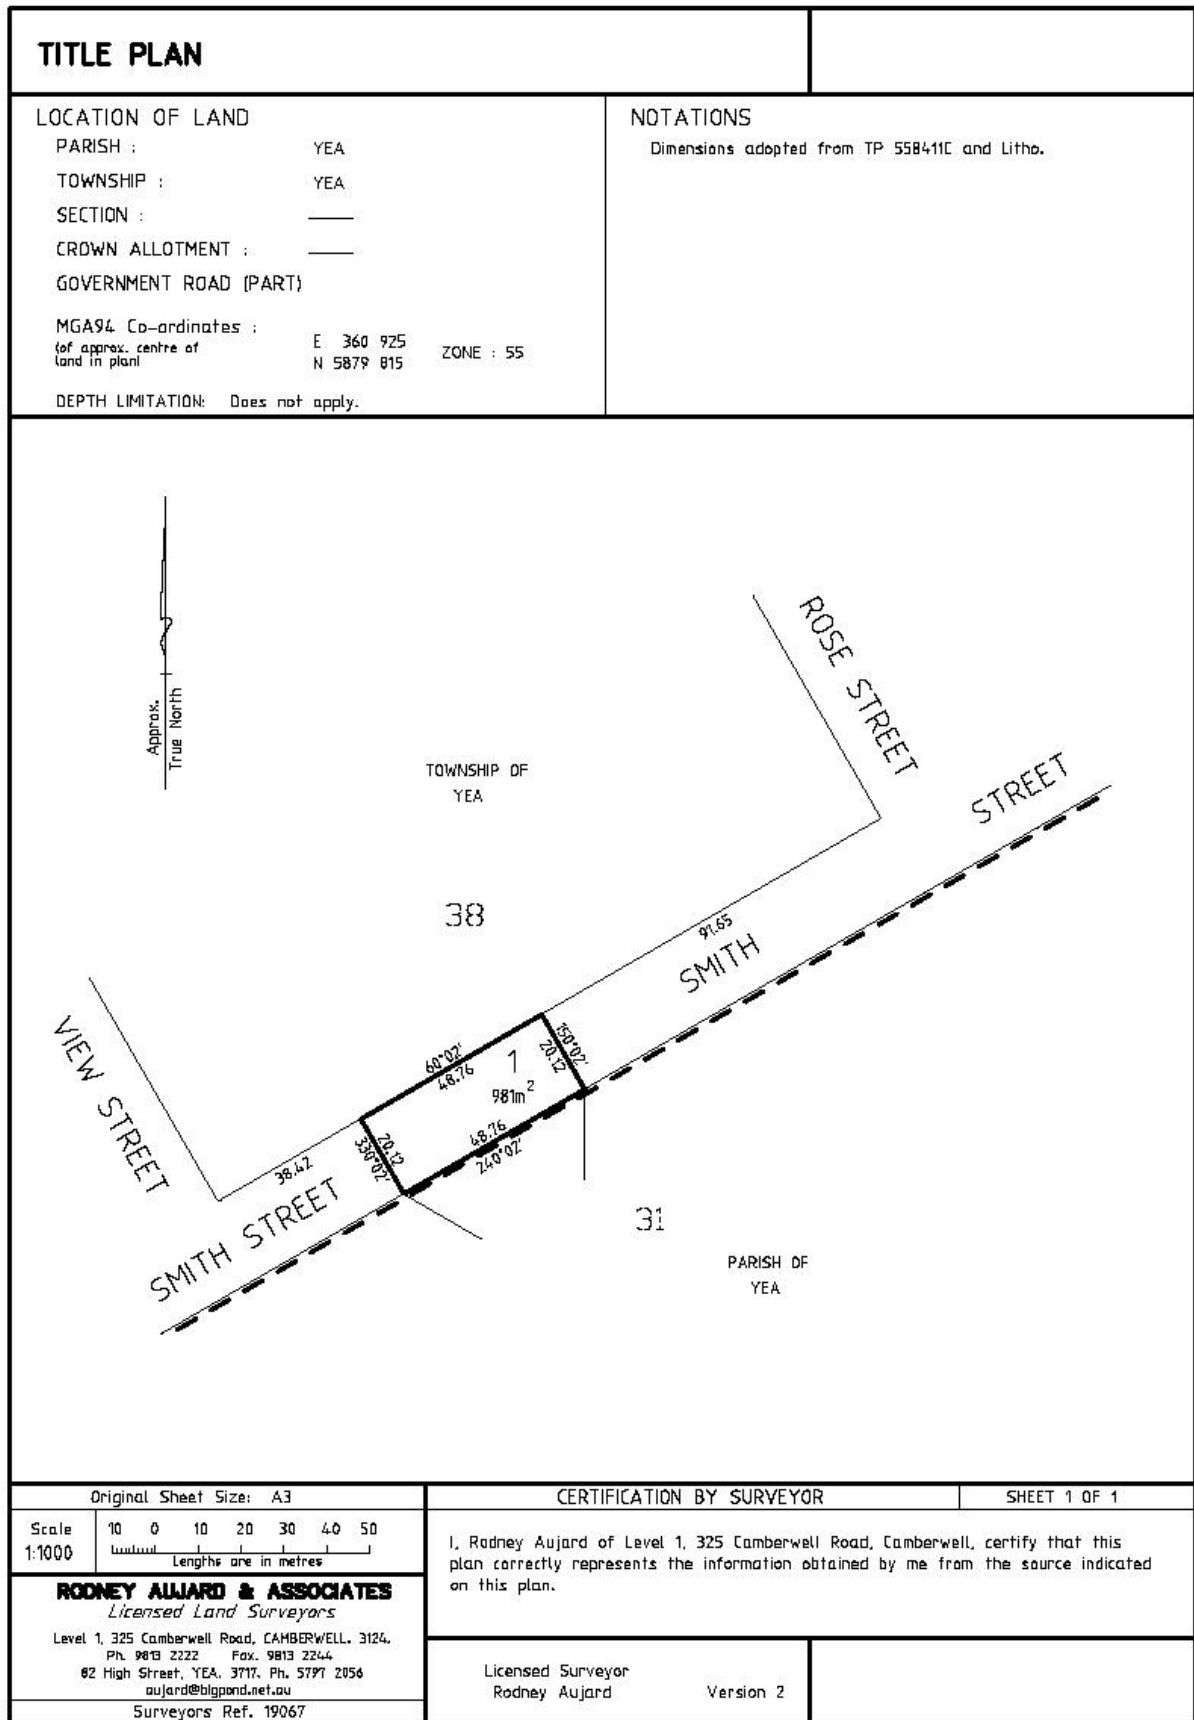 TITLE PLAN
LOCATION OF LAND
PARISH : YEA
TOWNSHIP : YEA
SECTION :
CROWN ALLOTMENT :
GOVERNMENT ROAD (PART)
MGA94 Co-ordinates :
(of approx. centre of
land in plan)
E 360 925
N 5879 815
ZONE : 55
DEPTH LIMITATION: Does not apply.
NOTATIONS
Dimensions adopted from TP 558411C and Litho.
Approx.
True North
ROSE STREET
TOWNSHIP OF
YEA
STREET
38
97.65
SMITH
VIEW STREET
60°02'
48.76
1
981m²
150°02'
20.12
48.76
240°02'
20.12
330°02'
38.42
SMITH STREET
31
PARISH OF
YEA
Original Sheet Size: A3
Scale
1:1000
10 0 10 20 30 40 50
Lengths are in metres
RODNEY AUJARD & ASSOCIATES
Licensed Land Surveyors
Level 1, 325 Camberwell Road, CAMBERWELL. 3124.
Ph. 9813 2222 Fax. 9813 2244
82 High Street, YEA. 3717. Ph. 5797 2056
aujard@bigpond.net.au
Surveyors Ref. 19067
CERTIFICATION BY SURVEYOR
SHEET 1 OF 1
I, Rodney Aujard of Level 1, 325 Camberwell Road, Camberwell, certify that this
plan correctly represents the information obtained by me from the source indicated
on this plan.
Licensed Surveyor
Rodney Aujard
Version 2